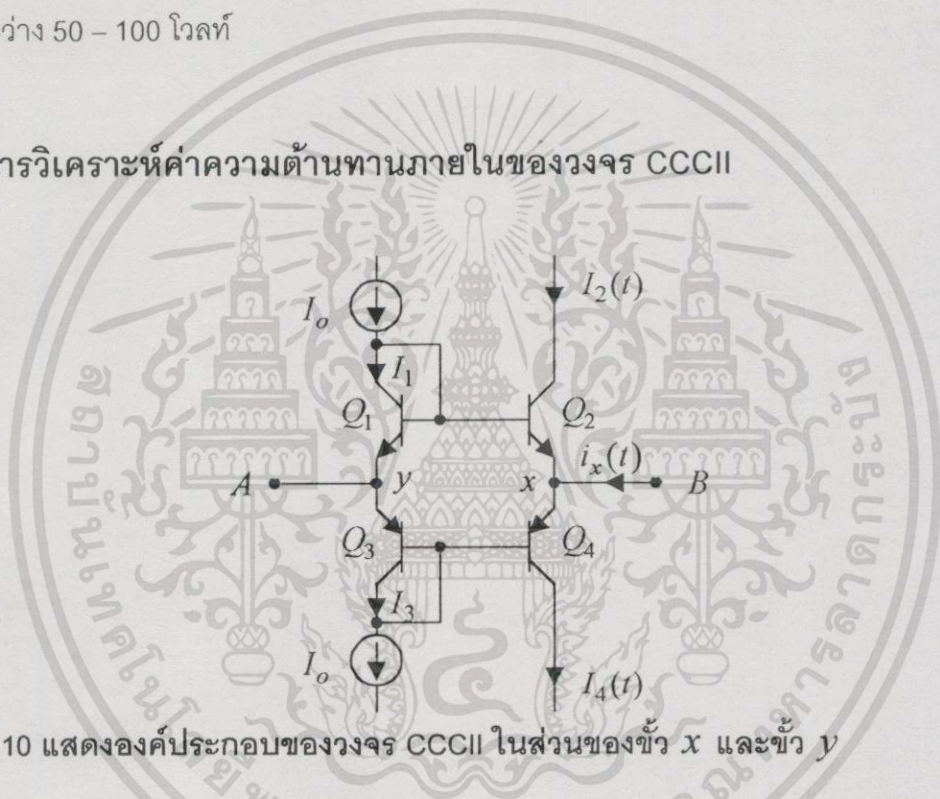 ว่าง 50 – 100 โวลท์
ารวิเคราะห์ค่าความต้านทานภายในของวงจร CCCII
I₂(t)
Iₒ
I₁
Q₁
Q₂
iₓ(t)
A
y
x
B
Q₃
Q₄
I₃
Iₒ
I₄(t)
10 แสดงองค์ประกอบของวงจร CCCII ในส่วนของขั้ว x และขั้ว y